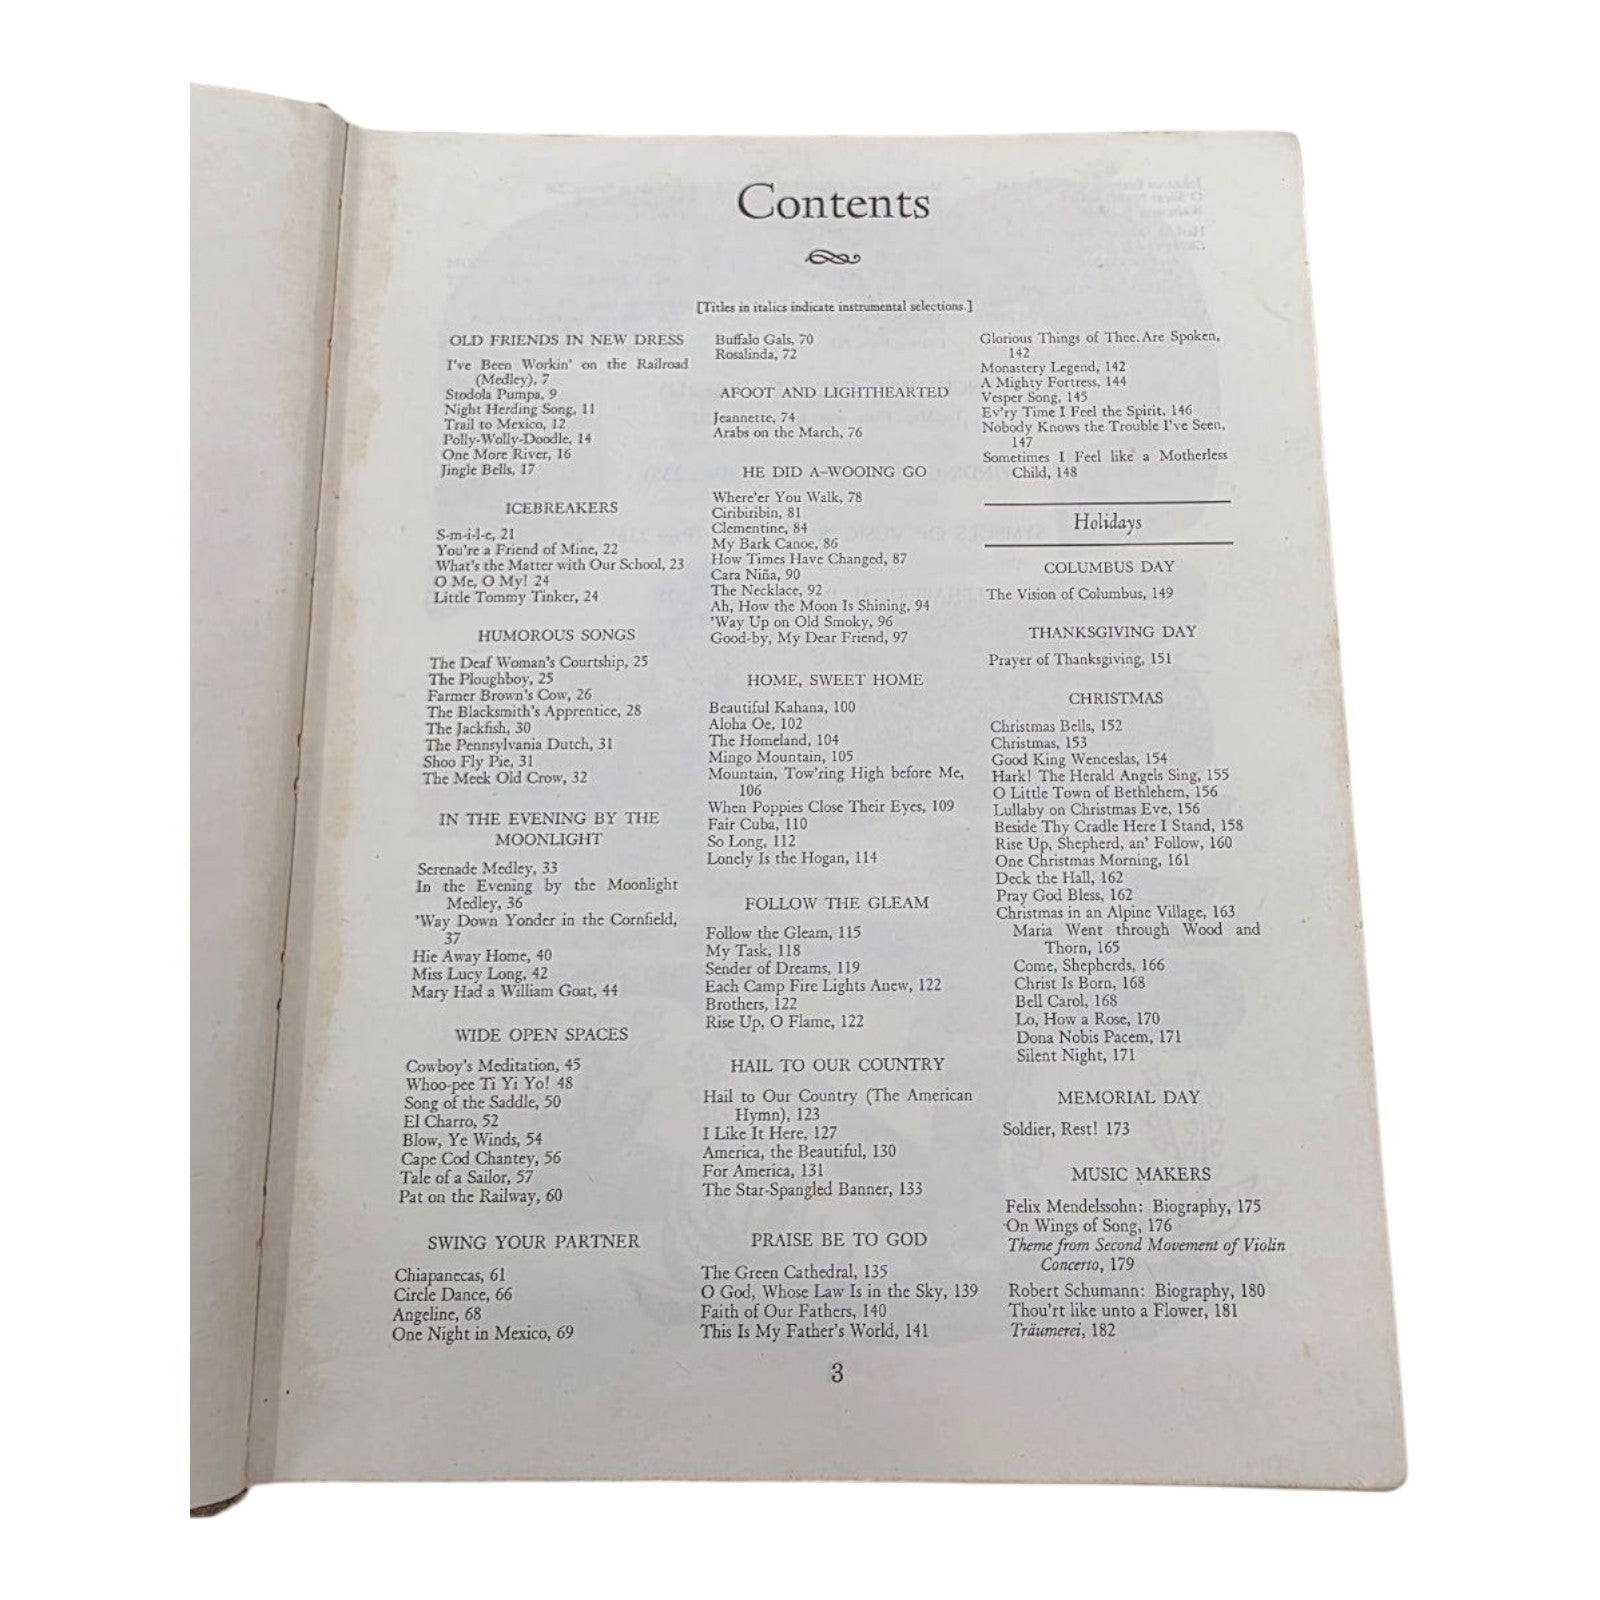 Contents
[Titles in italics indicate instrumental selections.]
OLD FRIENDS IN NEW DRESS
I've Been Workin' on the Railroad
(Medley), 7
Stodola Pumpa, 9
Night Herding Song, 11
Trail to Mexico, 12
Polly-Wolly-Doodle, 14
One More River, 16
Jingle Bells, 17
ICEBREAKERS
S-m-i-l-e, 21
You're a Friend of Mine, 22
What's the Matter with Our School, 23
O Me, O My! 24
Little Tommy Tinker, 24
HUMOROUS SONGS
The Deaf Woman's Courtship, 25
The Ploughboy, 25
Farmer Brown's Cow, 26
The Blacksmith's Apprentice, 28
The Jackfish, 30
The Pennsylvania Dutch, 31
Shoo Fly Pie, 31
The Meek Old Crow, 32
IN THE EVENING BY THE
MOONLIGHT
Serenade Medley, 33
In the Evening by the Moonlight
Medley, 36
'Way Down Yonder in the Cornfield,
37
Hie Away Home, 40
Miss Lucy Long, 42
Mary Had a William Goat, 44
WIDE OPEN SPACES
Cowboy's Meditation, 45
Whoo-pee Ti Yi Yo! 48
Song of the Saddle, 50
El Charro, 52
Blow, Ye Winds, 54
Cape Cod Chantey, 56
Tale of a Sailor, 57
Pat on the Railway, 60
SWING YOUR PARTNER
Chiapanecas, 61
Circle Dance, 66
Angeline, 68
One Night in Mexico, 69
Buffalo Gals, 70
Rosalinda, 72
AFOOT AND LIGHTHEARTED
Jeannette, 74
Arabs on the March, 76
HE DID A-WOOING GO
Where'er You Walk, 78
Ciribiribin, 81
Clementine, 84
My Bark Canoe, 86
How Times Have Changed, 87
Cara Niña, 90
The Necklace, 92
Ah, How the Moon Is Shining, 94
'Way Up on Old Smoky, 96
Good-by, My Dear Friend, 97
HOME, SWEET HOME
Beautiful Kahana, 100
Aloha Oe, 102
The Homeland, 104
Mingo Mountain, 105
Mountain, Tow'ring High before Me,
106
When Poppies Close Their Eyes, 109
Fair Cuba, 110
So Long, 112
Lonely Is the Hogan, 114
FOLLOW THE GLEAM
Follow the Gleam, 115
My Task, 118
Sender of Dreams, 119
Each Camp Fire Lights Anew, 122
Brothers, 122
Rise Up, O Flame, 122
HAIL TO OUR COUNTRY
Hail to Our Country (The American
Hymn), 123
I Like It Here, 127
America, the Beautiful, 130
For America, 131
The Star-Spangled Banner, 133
PRAISE BE TO GOD
The Green Cathedral, 135
O God, Whose Law Is in the Sky, 139
Faith of Our Fathers, 140
This Is My Father's World, 141
Glorious Things of Thee Are Spoken,
142
Monastery Legend, 142
A Mighty Fortress, 144
Vesper Song, 145
Ev'ry Time I Feel the Spirit, 146
Nobody Knows the Trouble I've Seen,
147
Sometimes I Feel like a Motherless
Child, 148
Holidays
COLUMBUS DAY
The Vision of Columbus, 149
THANKSGIVING DAY
Prayer of Thanksgiving, 151
CHRISTMAS
Christmas Bells, 152
Christmas, 153
Good King Wenceslas, 154
Hark! The Herald Angels Sing, 155
O Little Town of Bethlehem, 156
Lullaby on Christmas Eve, 156
Beside Thy Cradle Here I Stand, 158
Rise Up, Shepherd, an' Follow, 160
One Christmas Morning, 161
Deck the Hall, 162
Pray God Bless, 162
Christmas in an Alpine Village, 163
Maria Went through Wood and
Thorn, 165
Come, Shepherds, 166
Christ Is Born, 168
Bell Carol, 168
Lo, How a Rose, 170
Dona Nobis Pacem, 171
Silent Night, 171
MEMORIAL DAY
Soldier, Rest! 173
MUSIC MAKERS
Felix Mendelssohn: Biography, 175
On Wings of Song, 176
Theme from Second Movement of Violin
Concerto, 179
Robert Schumann: Biography, 180
Thou'rt like unto a Flower, 181
Träumerei, 182
3